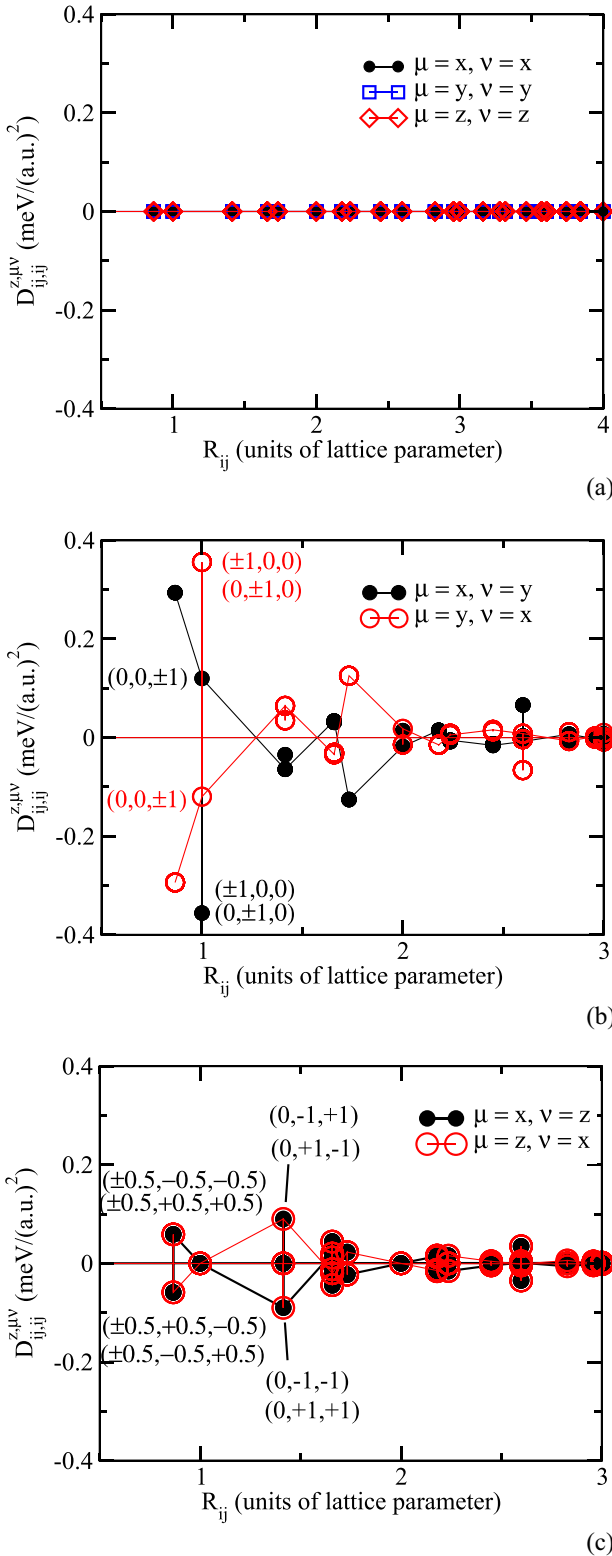 0.4
μ = x, ν = x
μ = y, ν = y
0.2
μ = z, ν = z
D^{z,μν}_{ij,ij} (meV/(a.u.)^2)
0
-0.2
-0.4
1 2 3 4
R_{ij} (units of lattice parameter)
(a)
0.4
(±1,0,0)
(0,±1,0)
μ = x, ν = y
μ = y, ν = x
0.2
(0,0,±1)
D^{z,μν}_{ij,ij} (meV/(a.u.)^2)
0
(0,0,±1)
-0.2
(±1,0,0)
(0,±1,0)
-0.4
1 2 3
R_{ij} (units of lattice parameter)
(b)
0.4
(0,-1,+1)
(0,+1,-1)
μ = x, ν = z
μ = z, ν = x
0.2
(±0.5,−0.5,−0.5)
(±0.5,+0.5,+0.5)
D^{z,μν}_{ij,ij} (meV/(a.u.)^2)
0
(±0.5,+0.5,−0.5)
(±0.5,−0.5,+0.5)
-0.2
(0,-1,-1)
(0,+1,+1)
-0.4
1 2 3
R_{ij} (units of lattice parameter)
(c)